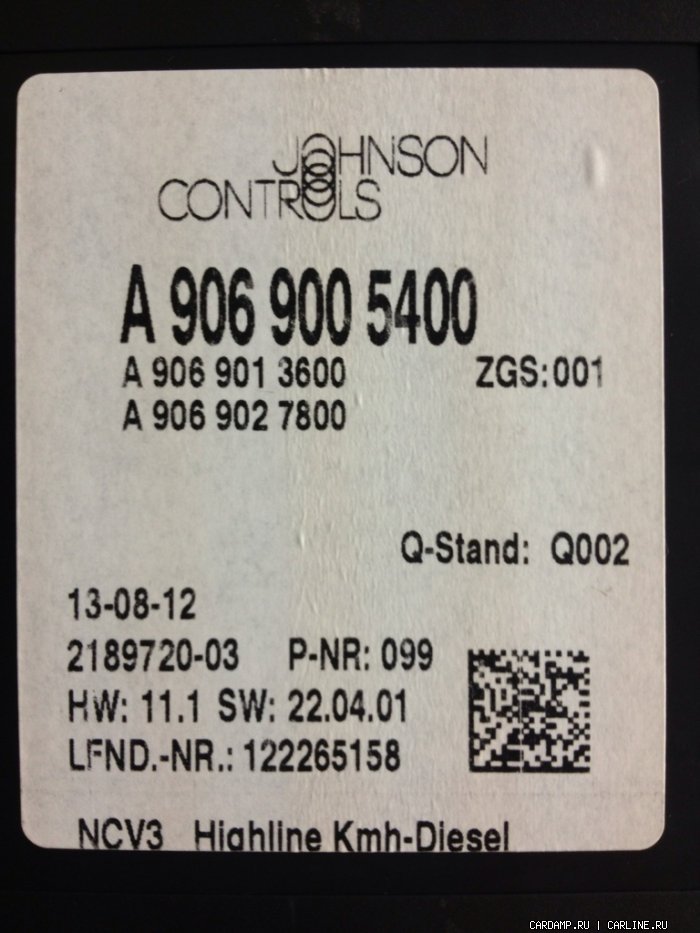 JOHNSON
CONTROLS
A 906 900 5400
A 906 901 3600 ZGS:001
A 906 902 7800
Q-Stand: Q002
13-08-12
2189720-03 P-NR: 099
HW: 11.1 SW: 22.04.01
LFND.-NR.: 122265158
NCV3 Highline Kmh-Diesel
CARDAMP.RU | CARLINE.RU